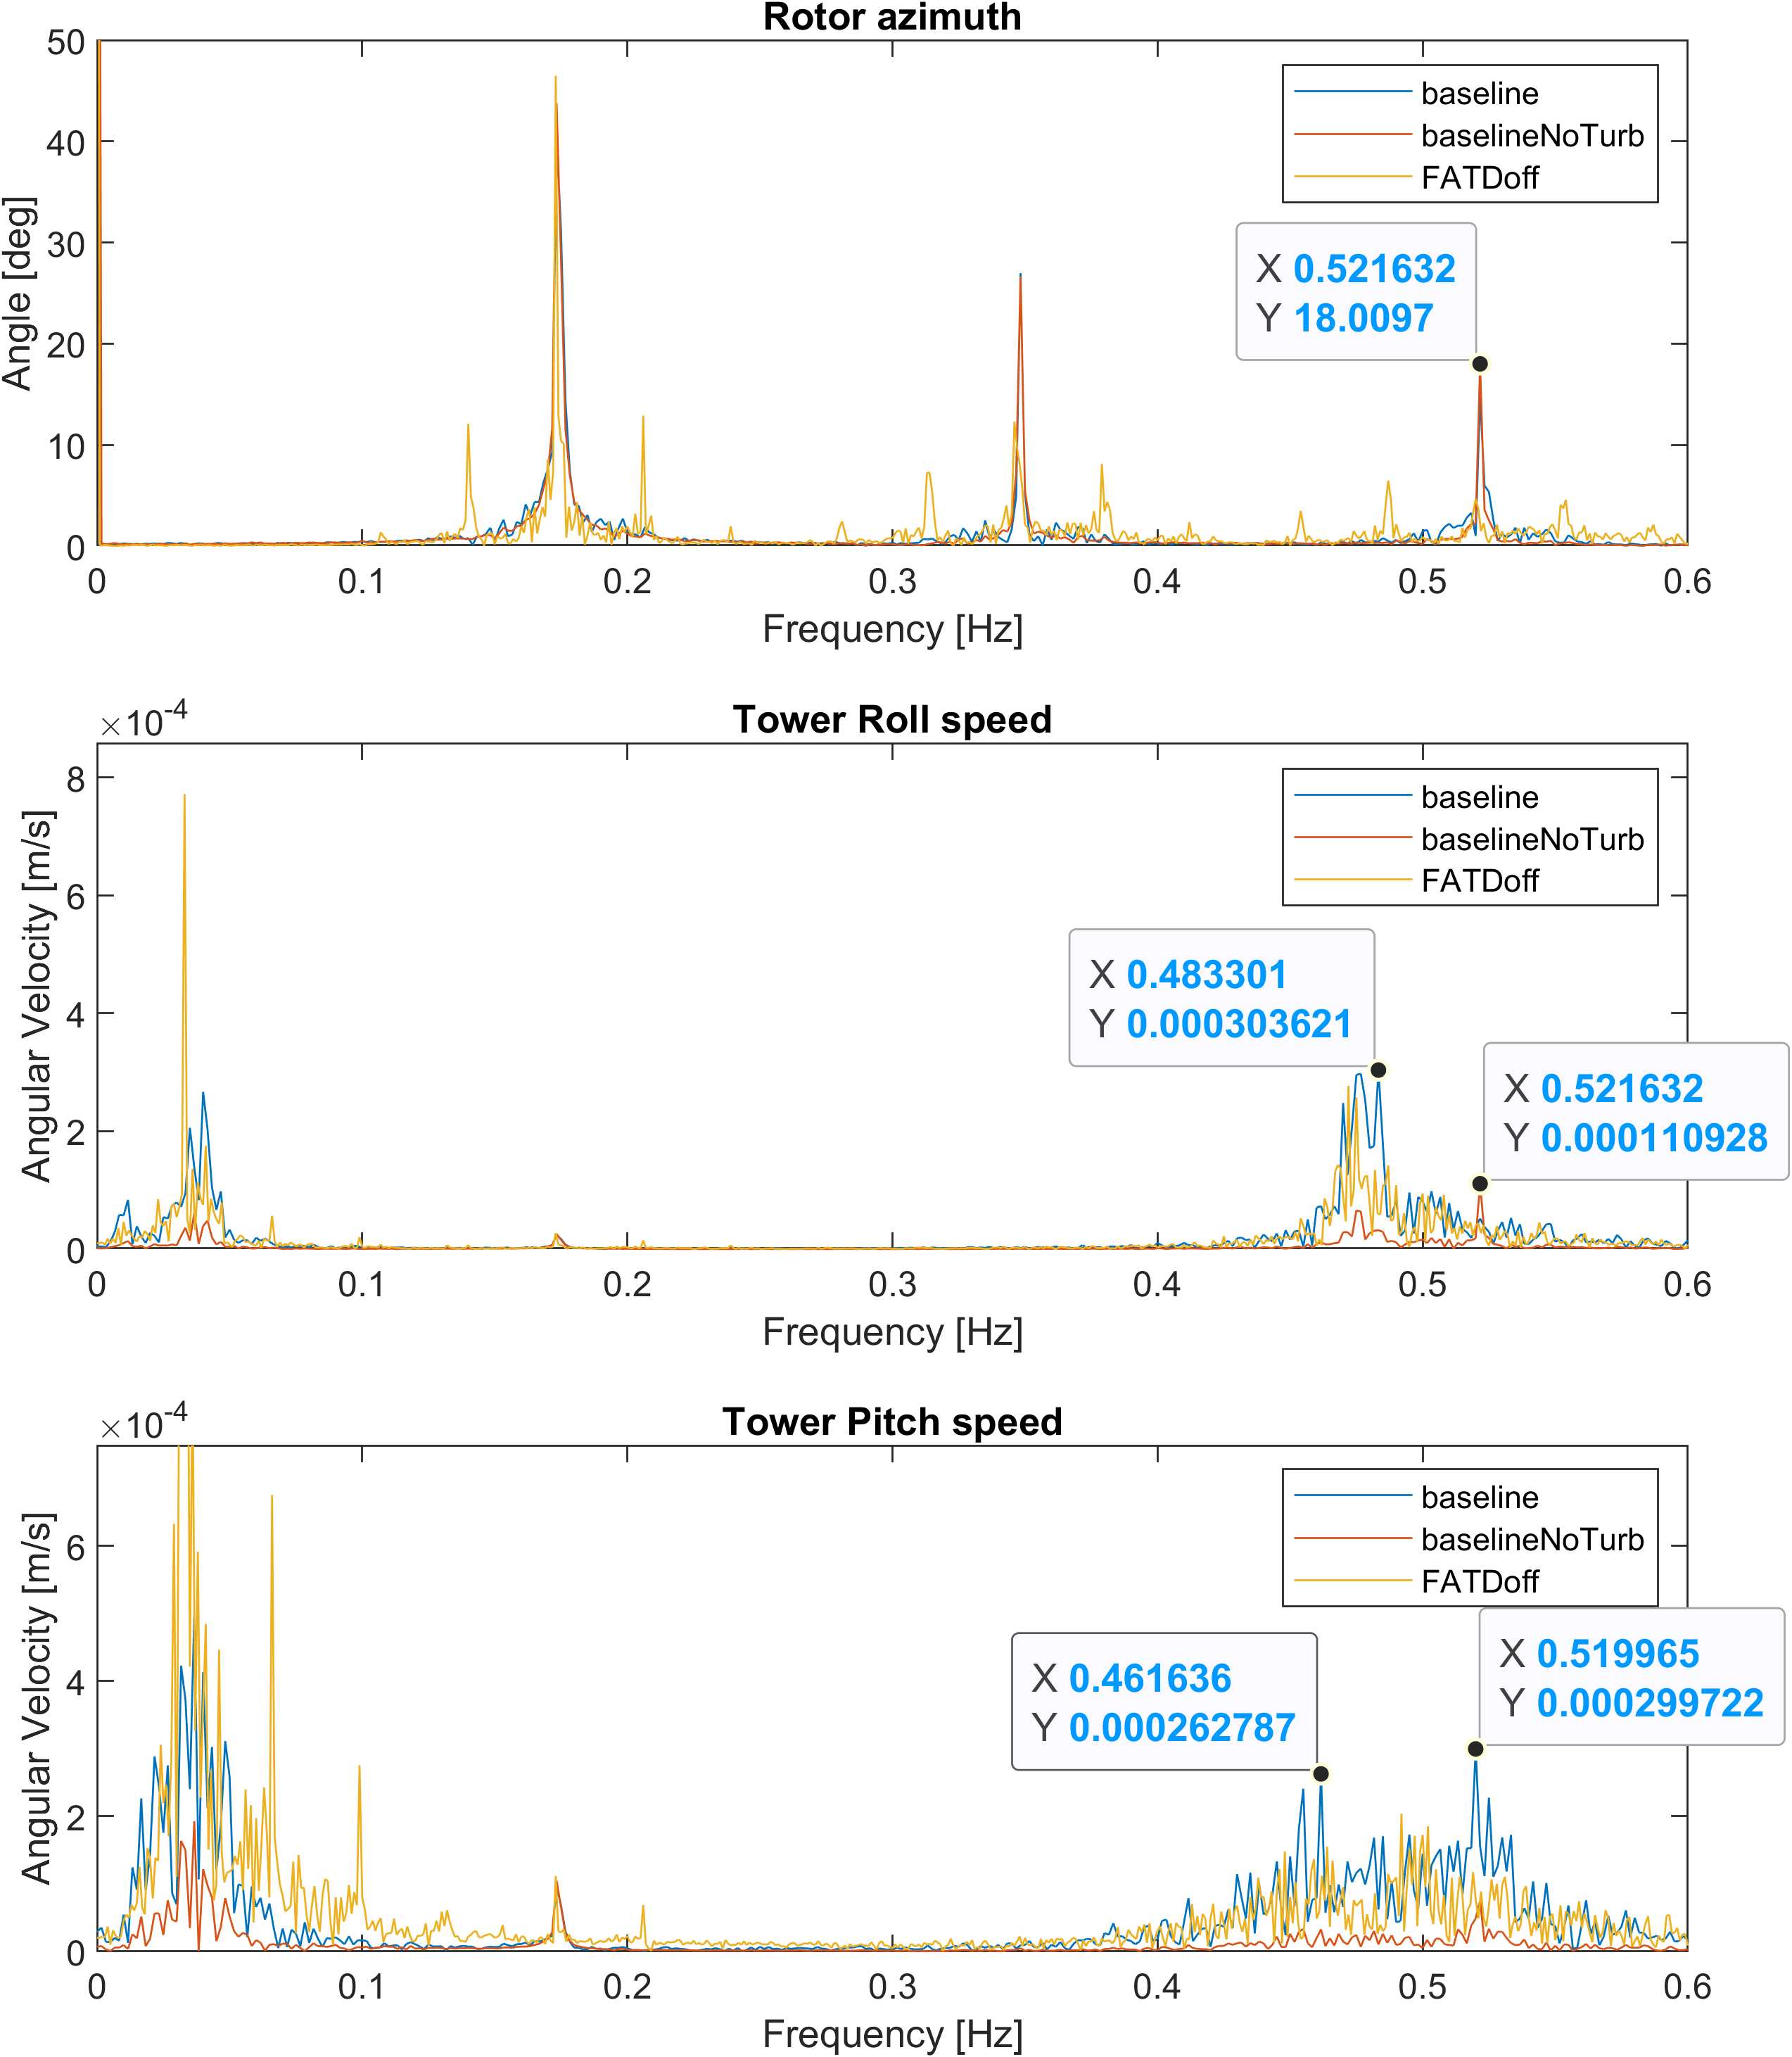 Rotor azimuth
50
40
30
20
10
0
Angle [deg]
baseline
baselineNoTurb
FATDoff
X 0.521632
Y 18.0097
0 0.1 0.2 0.3 0.4 0.5 0.6
Frequency [Hz]
×10-4
Tower Roll speed
8
6
4
2
0
Angular Velocity [m/s]
baseline
baselineNoTurb
FATDoff
X 0.483301
Y 0.000303621
X 0.521632
Y 0.000110928
0 0.1 0.2 0.3 0.4 0.5 0.6
Frequency [Hz]
×10-4
Tower Pitch speed
6
4
2
0
Angular Velocity [m/s]
baseline
baselineNoTurb
FATDoff
X 0.461636
Y 0.000262787
X 0.519965
Y 0.000299722
0 0.1 0.2 0.3 0.4 0.5 0.6
Frequency [Hz]